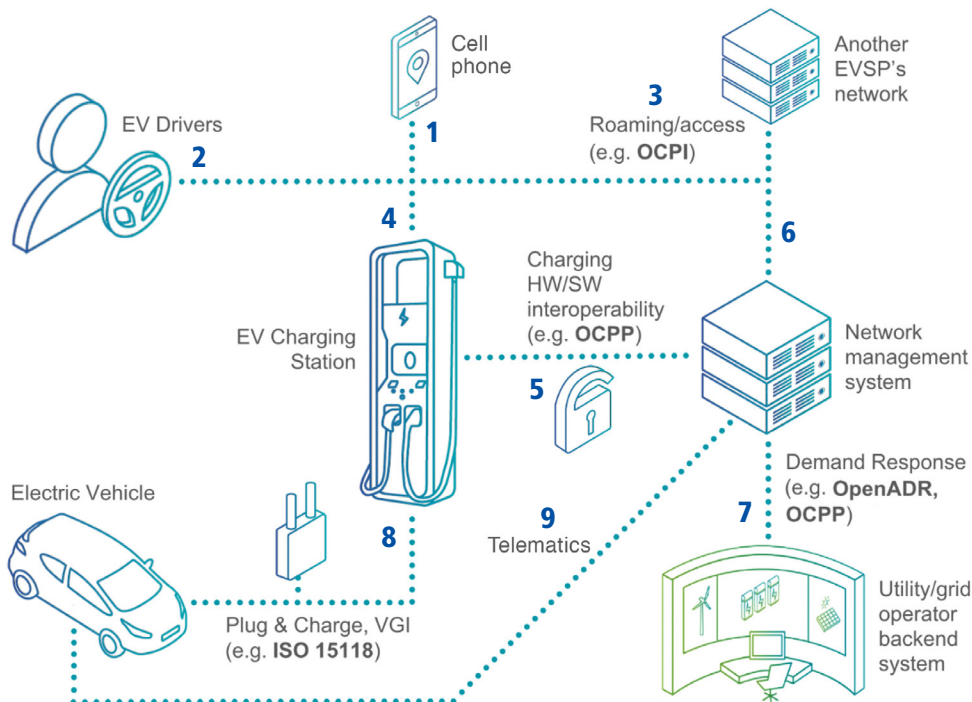 Cell
phone
1
Another
EVSP's
network
3
Roaming/access
(e.g. OCPI)
EV Drivers
2
4
6
Charging
HW/SW
interoperability
(e.g. OCPP)
5
EV Charging
Station
Network
management
system
Demand Response
(e.g. OpenADR,
OCPP)
7
Electric Vehicle
8
9
Telematics
Plug & Charge, VGI
(e.g. ISO 15118)
Utility/grid
operator
backend
system